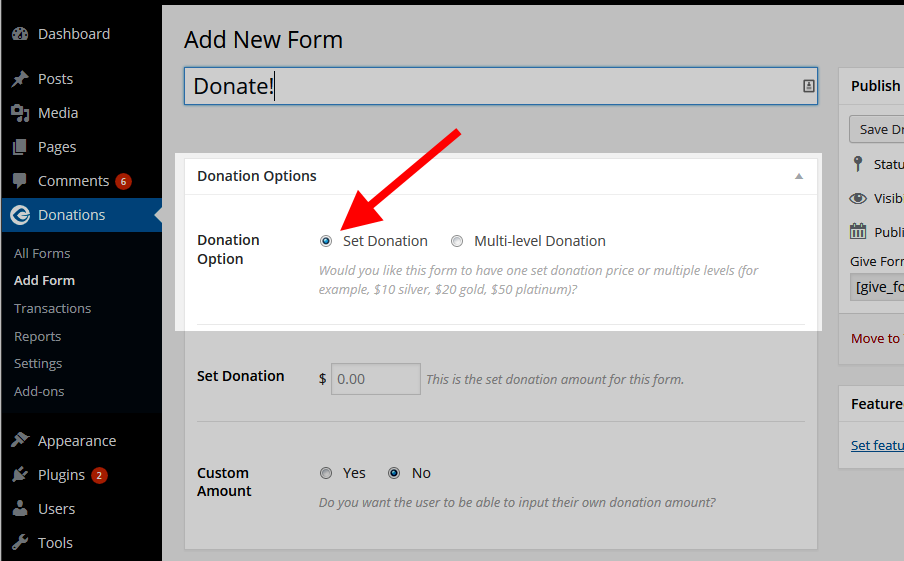 Dashboard
Posts
Media
Pages
Comments 6
Donations
All Forms
Add Form
Transactions
Reports
Settings
Add-ons
Appearance
Plugins 2
Users
Tools
Add New Form
Donate!
Donation Options
Donation
Option
Set Donation Multi-level Donation
Would you like this form to have one set donation price or multiple levels (for
example, $10 silver, $20 gold, $50 platinum)?
Set Donation $ 0.00 This is the set donation amount for this form.
Custom
Amount
Yes No
Do you want the user to be able to input their own donation amount?
Publish
Save Dr
Statu
Visib
Publi
Give Form
[give_fo
Move to
Feature
Set featu